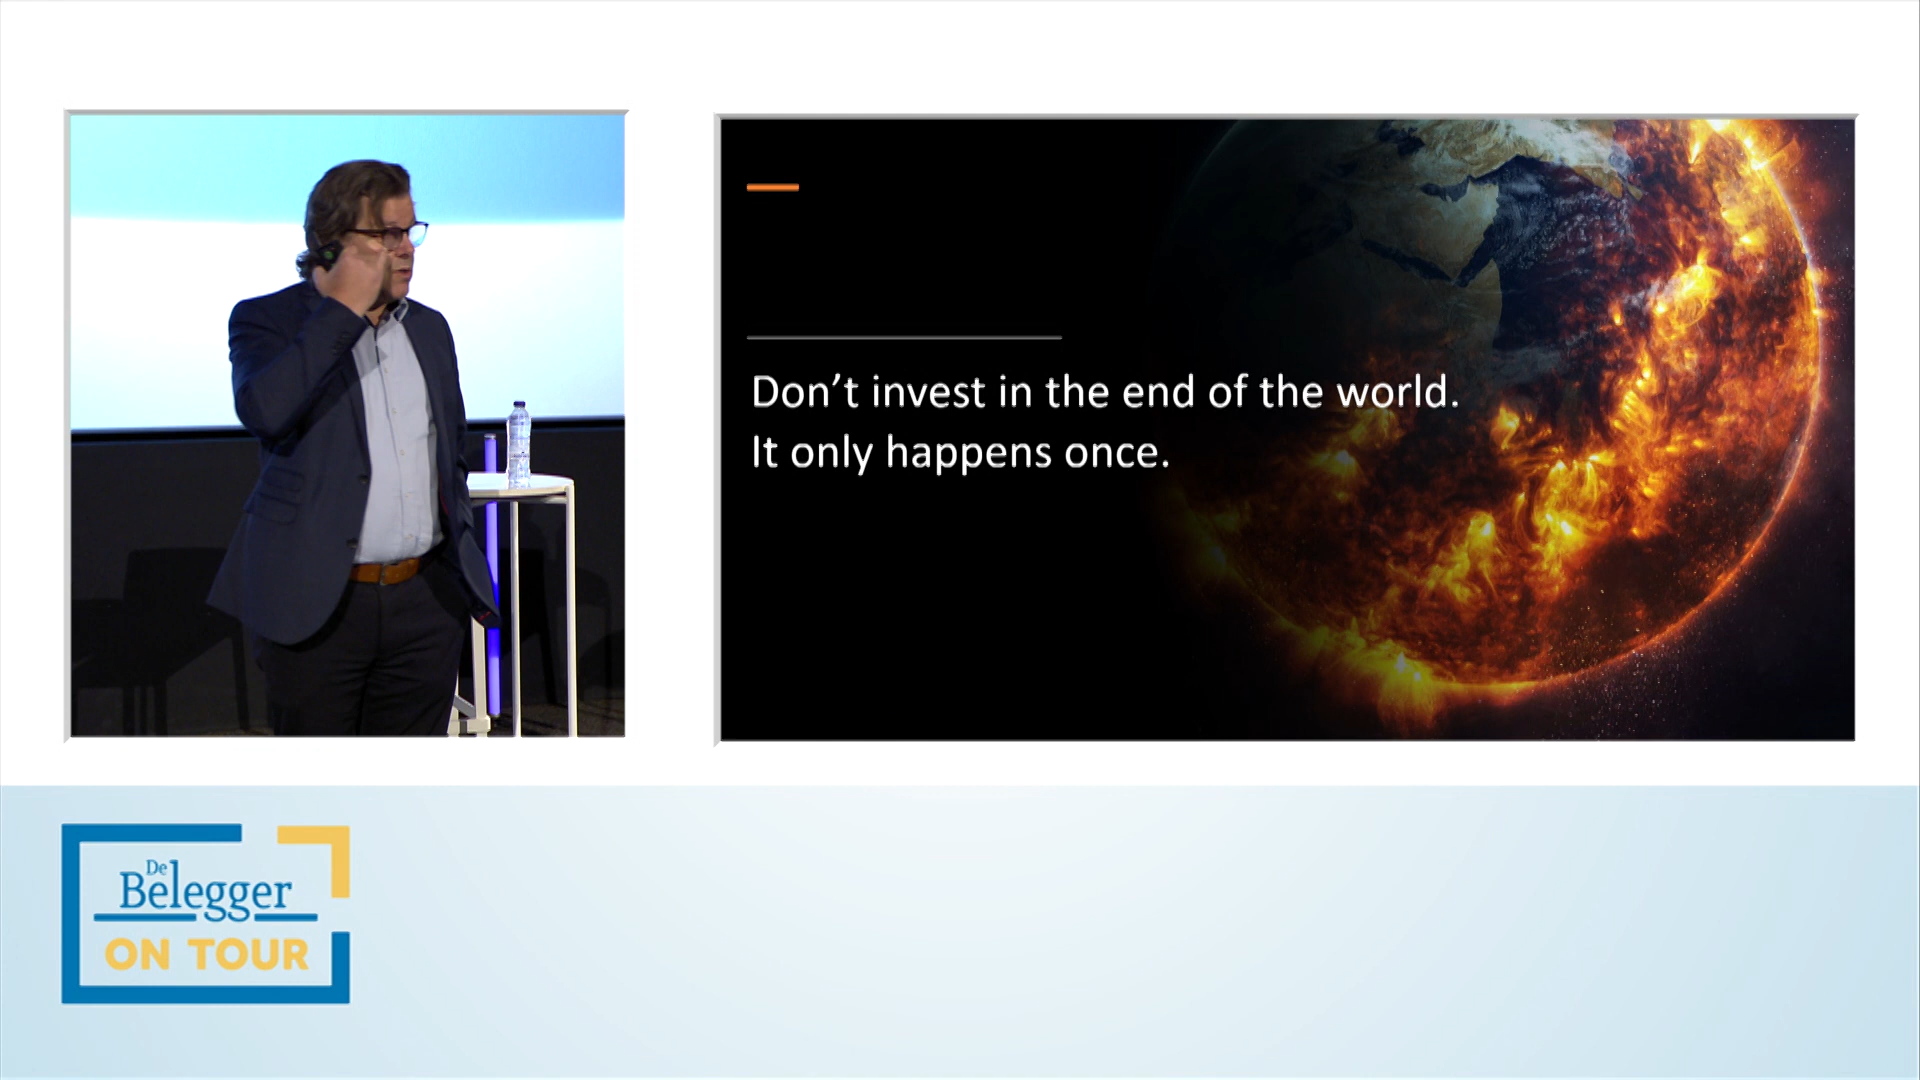 Don’t invest in the end of the world.
It only happens once.
De
Belegger
ON TOUR